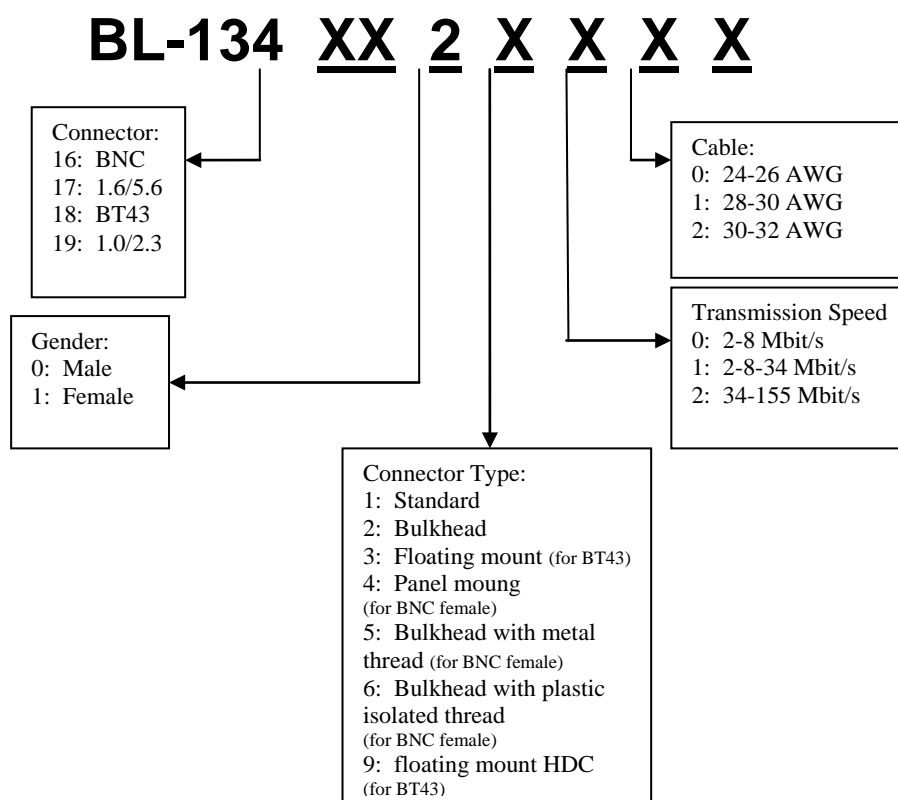 BL-134 XX 2 X X X X
Connector:
16: BNC
17: 1.6/5.6
18: BT43
19: 1.0/2.3
Cable:
0: 24-26 AWG
1: 28-30 AWG
2: 30-32 AWG
Gender:
0: Male
1: Female
Transmission Speed
0: 2-8 Mbit/s
1: 2-8-34 Mbit/s
2: 34-155 Mbit/s
Connector Type:
1: Standard
2: Bulkhead
3: Floating mount (for BT43)
4: Panel moung
(for BNC female)
5: Bulkhead with metal
thread (for BNC female)
6: Bulkhead with plastic
isolated thread
(for BNC female)
9: floating mount HDC
(for BT43)